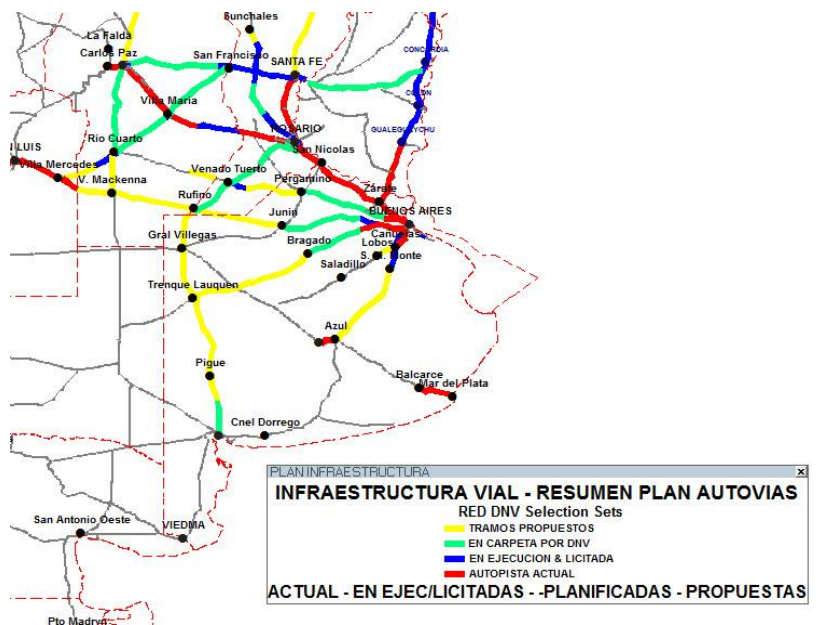 Sunchales
La Falda
Carlos Paz
San Francisco
SANTA FE
CONCORDIA
COLON
Villa Maria
GUALEGUAYCHU
ROSARIO
Rio Cuarto
San Nicolas
N LUIS
Villa Mercedes
V. Mackenna
Venado Tuerto
Pergamino
Zárate
Rufino
Junin
BUENOS AIRES
Gral Villegas
Bragado
Cañuelas
Lobos
Saladillo
Monte
Trenque Lauquen
Azul
Pigue
Balcarce
Mar del Plata
Cnel Dorrego
San Antonio Oeste
VIEDMA
Pto Madryn
PLAN INFRAESTRUCTURA
INFRAESTRUCTURA VIAL - RESUMEN PLAN AUTOVIAS
RED DNV Selection Sets
TRAMOS PROPUESTOS
EN CARPETA POR DNV
EN EJECUCION & LICITADA
AUTOPISTA ACTUAL
ACTUAL - EN EJEC/LICITADAS - -PLANIFICADAS - PROPUESTAS